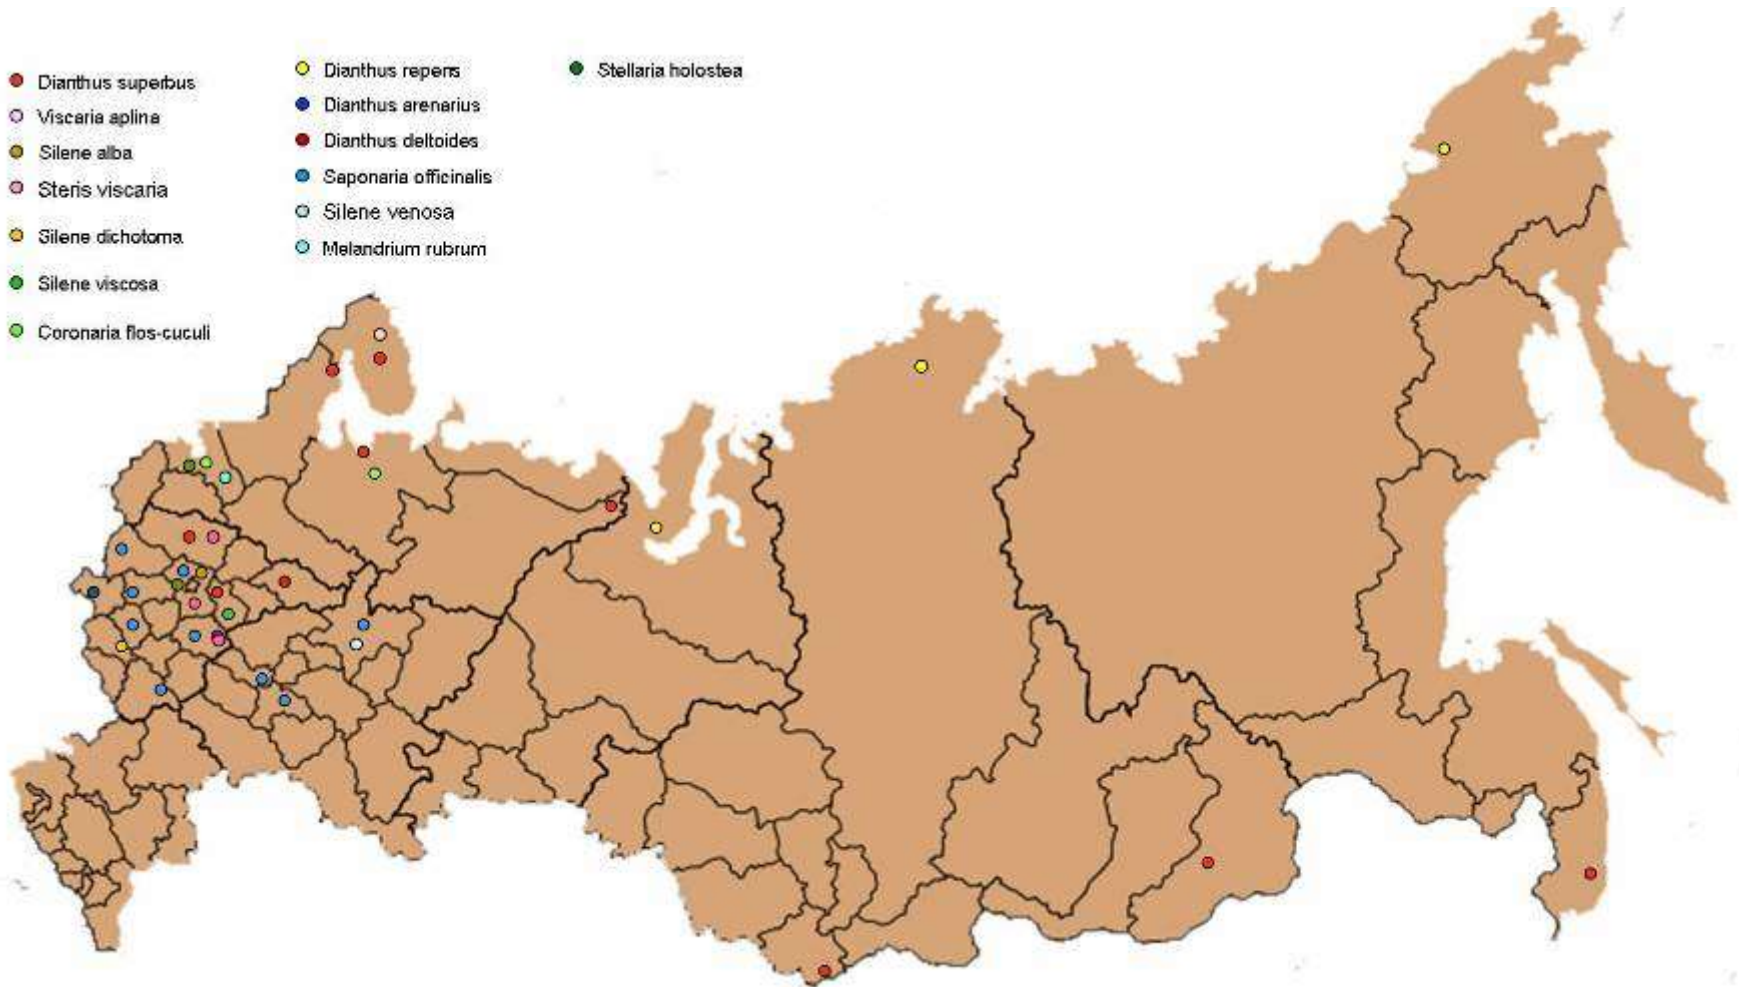 Dianthus superbus
Viscaria aplina
Silene alba
Steris viscaria
Silene dichotoma
Silene viscosa
Coronaria flos-cuculi
Dianthus repens
Dianthus arenarius
Dianthus deltoides
Saponaria officinalis
Silene venosa
Melandrium rubrum
Stellaria holostea